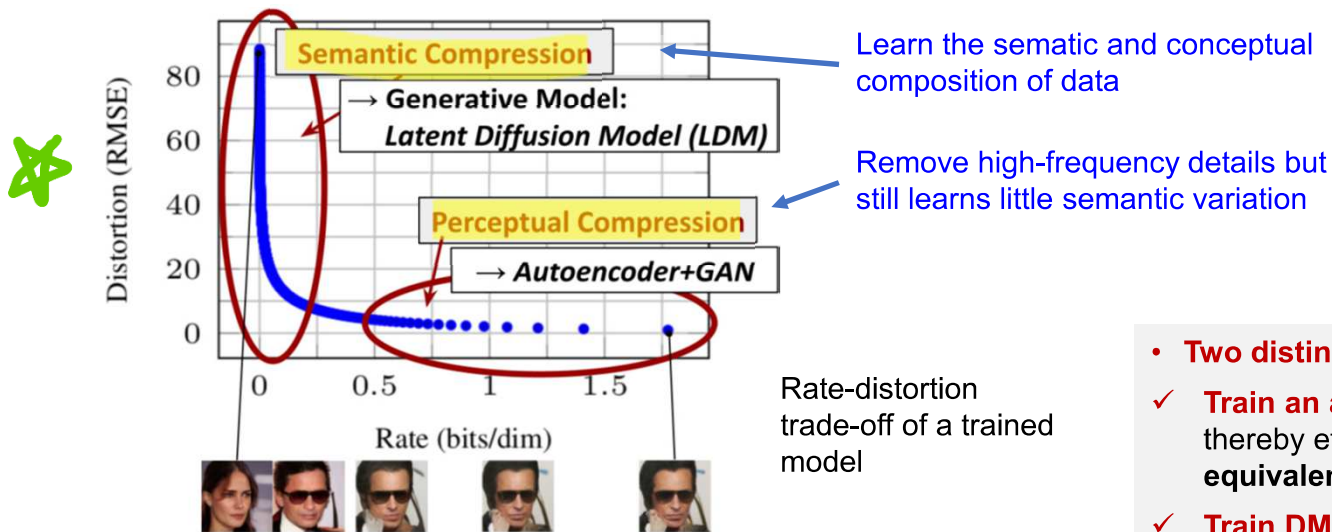 Semantic Compression
→ Generative Model:
Latent Diffusion Model (LDM)
Learn the sematic and conceptual
composition of data
Remove high-frequency details but
still learns little semantic variation
Perceptual Compression
→ Autoencoder+GAN
Distortion (RMSE)
80
60
40
20
0
0
0.5
1
1.5
Rate (bits/dim)
Rate-distortion
trade-off of a trained
model
• Two distin
✓ Train an a
thereby ef
equivalen
✓ Train DM